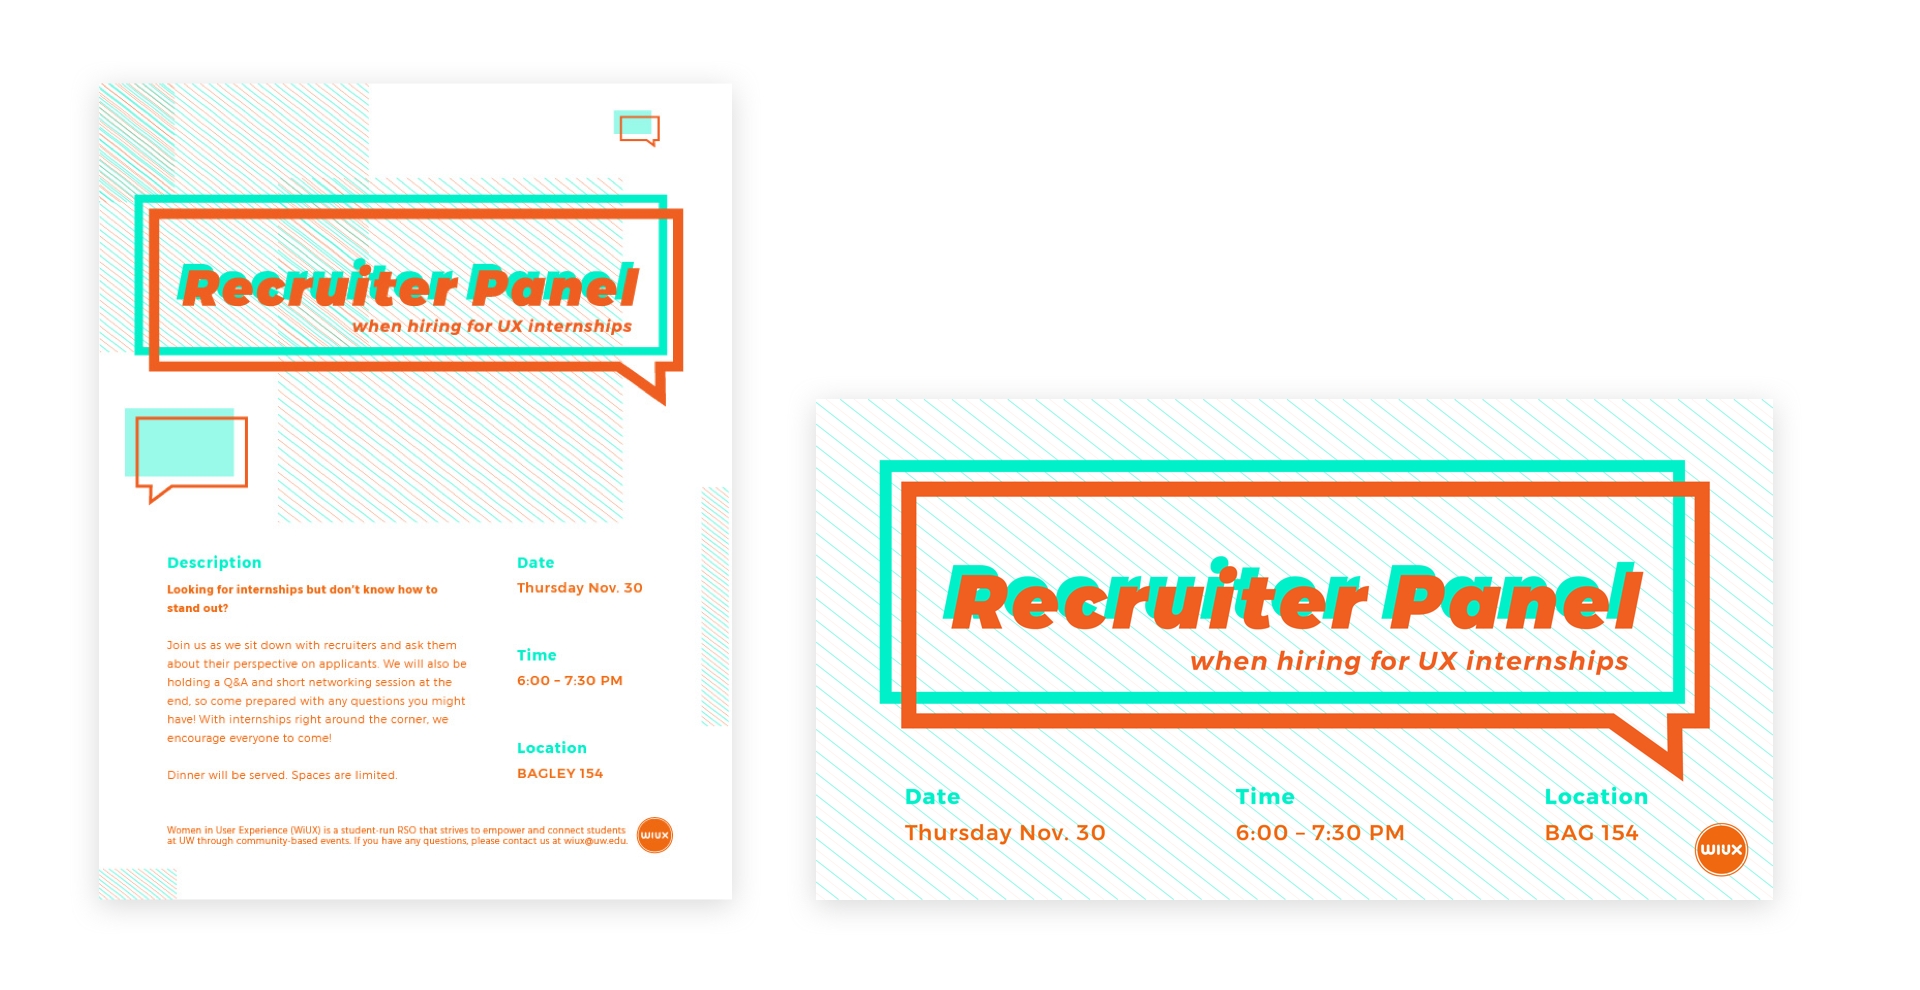 Recruiter Panel
when hiring for UX internships
Description
Looking for internships but don't know how to
stand out?
Join us as we sit down with recruiters and ask them
about their perspective on applicants. We will also be
holding a Q&A and short networking session at the
end, so come prepared with any questions you might
have! With internships right around the corner, we
encourage everyone to come!
Dinner will be served. Spaces are limited.
Date
Thursday Nov. 30
Time
6:00 – 7:30 PM
Location
BAGLEY 154
Women in User Experience (WiUX) is a student-run RSO that strives to empower and connect students
at UW through community-based events. If you have any questions, please contact us at wiux@uw.edu.
WIUX
Recruiter Panel
when hiring for UX internships
Date
Thursday Nov. 30
Time
6:00 – 7:30 PM
Location
BAG 154
WIUX